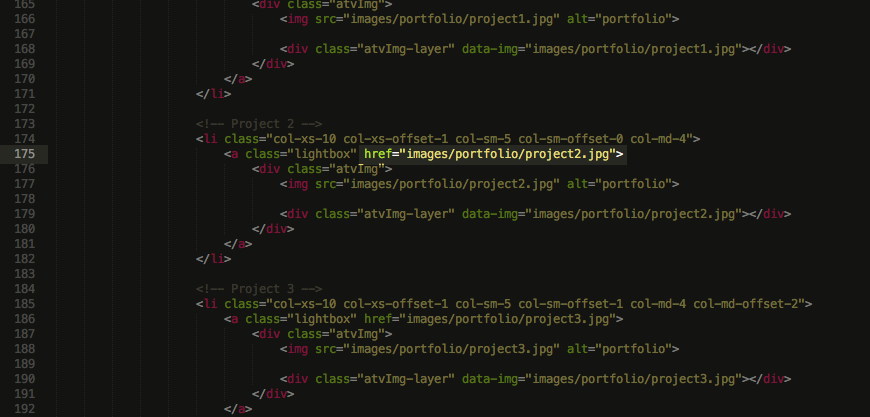 165 <div class="atvImg">
166 <img src="images/portfolio/project1.jpg" alt="portfolio">
167
168 <div class="atvImg-layer" data-img="images/portfolio/project1.jpg"></div>
169 </div>
170 </a>
171 </li>
172
173 <!-- Project 2 -->
174 <li class="col-xs-10 col-xs-offset-1 col-sm-5 col-sm-offset-0 col-md-4">
175 <a class="lightbox" href="images/portfolio/project2.jpg">
176 <div class="atvImg">
177 <img src="images/portfolio/project2.jpg" alt="portfolio">
178
179 <div class="atvImg-layer" data-img="images/portfolio/project2.jpg"></div>
180 </div>
181 </a>
182 </li>
183
184 <!-- Project 3 -->
185 <li class="col-xs-10 col-xs-offset-1 col-sm-5 col-sm-offset-1 col-md-4 col-md-offset-2">
186 <a class="lightbox" href="images/portfolio/project3.jpg">
187 <div class="atvImg">
188 <img src="images/portfolio/project3.jpg" alt="portfolio">
189
190 <div class="atvImg-layer" data-img="images/portfolio/project3.jpg"></div>
191 </div>
192 </a>